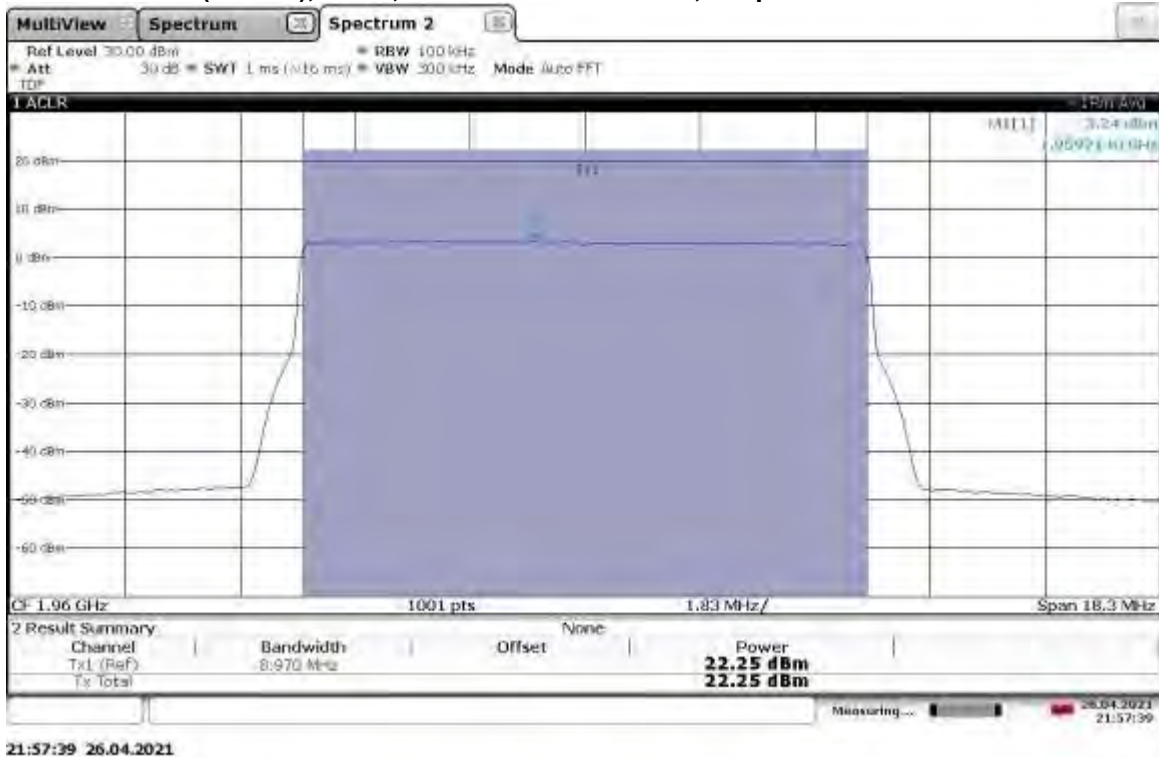 MultiView Spectrum Spectrum 2
Ref Level 30.00 dBm RBW 100 kHz
Att 30 dB SWT 1 ms (~16 ms) VBW 300 kHz Mode Auto FFT
TDF
1 ACLR 1Rm Avg
M1[1] 3.24 dBm
GHz
20 dBm
Tx1
10 dBm
0 dBm
-10 dBm
-20 dBm
-30 dBm
-40 dBm
-50 dBm
-60 dBm
CF 1.96 GHz 1001 pts 1.83 MHz/ Span 18.3 MHz
2 Result Summary None
Channel Bandwidth Offset Power
Tx1 (Ref) 8.970 MHz 22.25 dBm
Tx Total 22.25 dBm
Measuring... 26.04.2021
21:57:39
21:57:39 26.04.2021